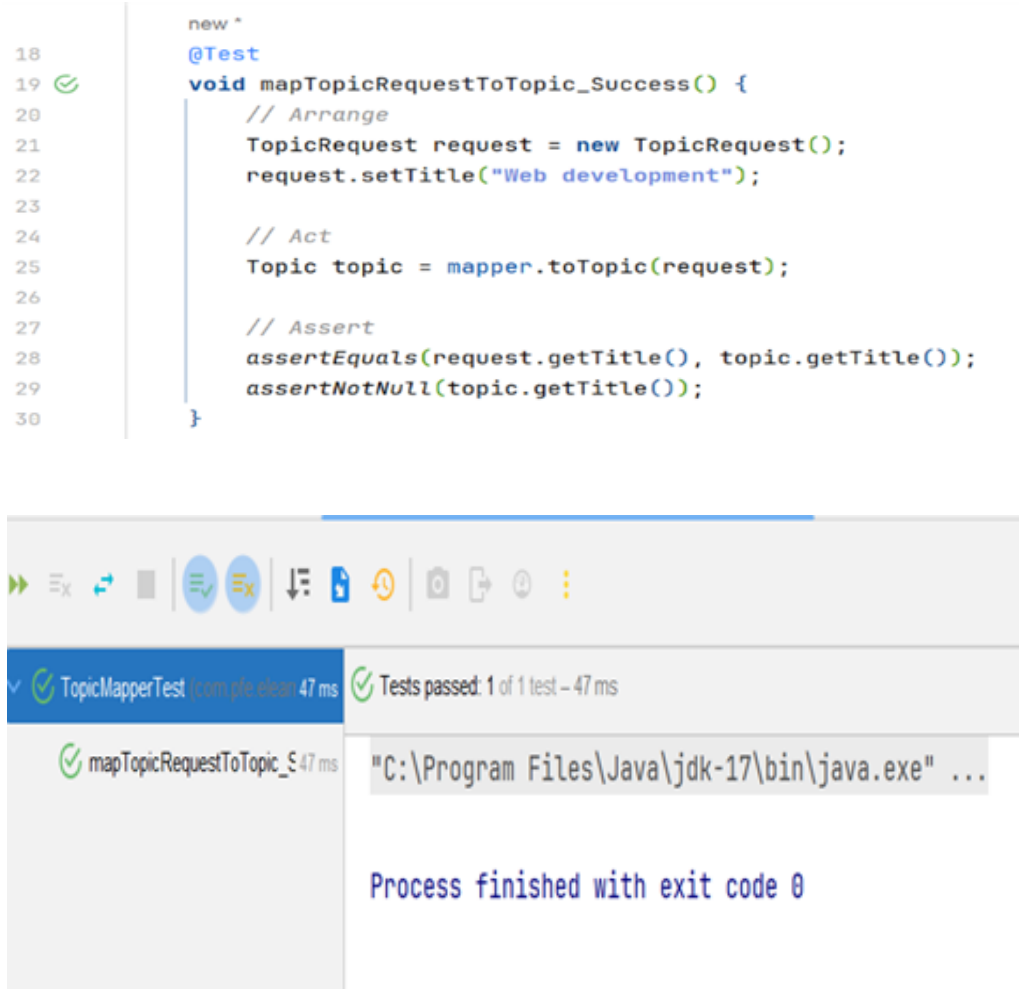 new *
18 @Test
19 void mapTopicRequestToTopic_Success() {
20 // Arrange
21 TopicRequest request = new TopicRequest();
22 request.setTitle("Web development");
23
24 // Act
25 Topic topic = mapper.toTopic(request);
26
27 // Assert
28 assertEquals(request.getTitle(), topic.getTitle());
29 assertNotNull(topic.getTitle());
30 }
TopicMapperTest (com.pfe.elearn 47 ms
Tests passed: 1 of 1 test – 47 ms
mapTopicRequestToTopic_S 47 ms
"C:\Program Files\Java\jdk-17\bin\java.exe" ...
Process finished with exit code 0